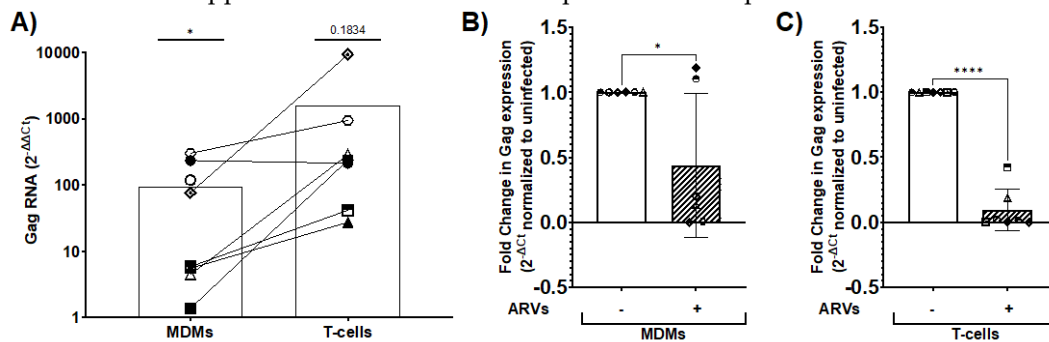 A)
*
0.1834
10000
1000
100
10
1
Gag RNA (2^-ΔΔCt)
MDMs
T-cells
B)
Fold Change in Gag expression
(2^-ΔCt normalized to uninfected)
1.5
1.0
0.5
0.0
-0.5
*
ARVs
-
+
MDMs
C)
Fold Change in Gag expression
(2^-ΔCt normalized to uninfected)
1.5
1.0
0.5
0.0
-0.5
****
ARVs
-
+
T-cells